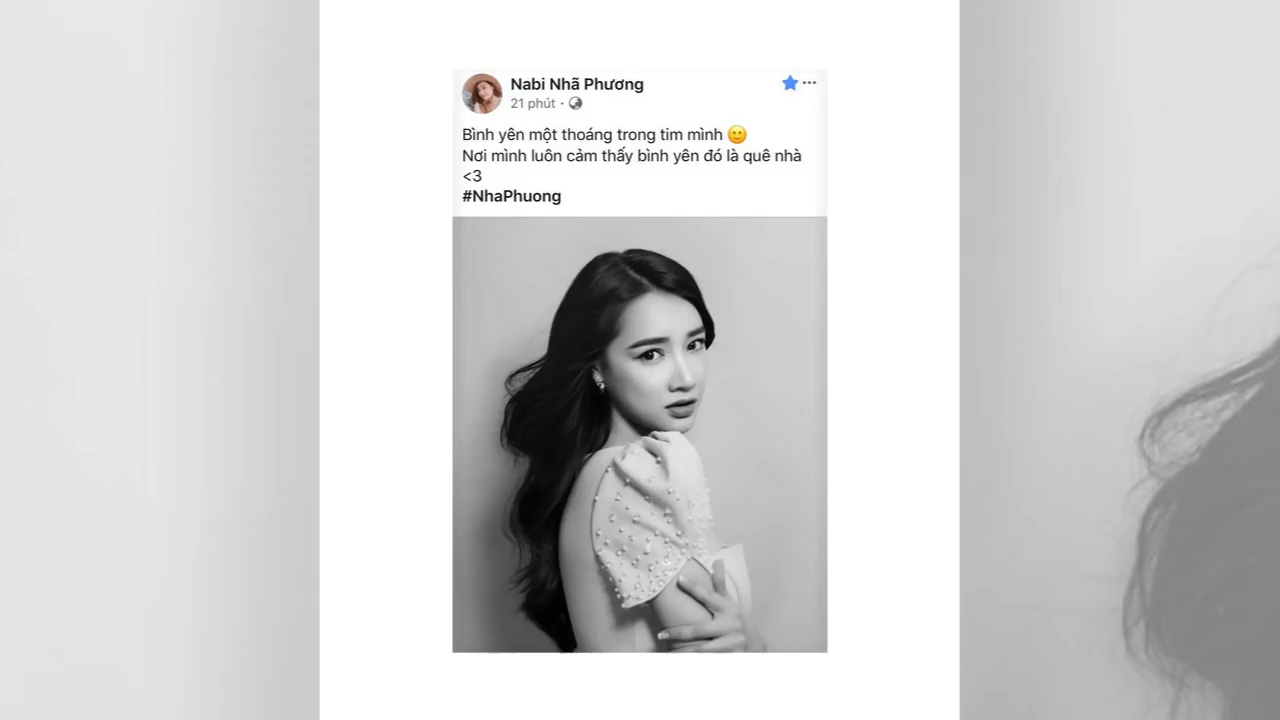 Nabi Nhã Phương
21 phút ·
Bình yên một thoáng trong tim mình 🙂
Nơi mình luôn cảm thấy bình yên đó là quê nhà
<3
#NhaPhuong